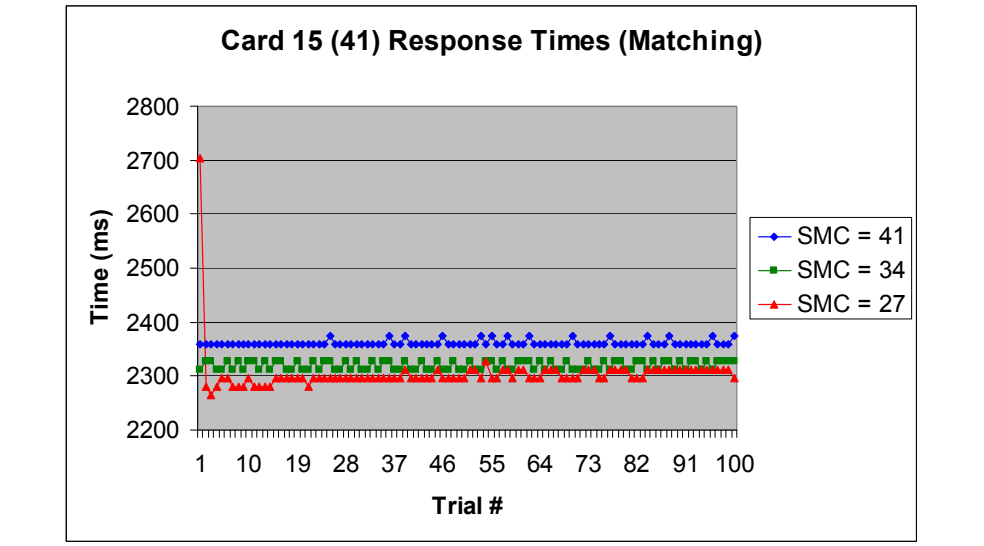 Card 15 (41) Response Times (Matching)
2800
2700
2600
2500
2400
2300
2200
Time (ms)
1 10 19 28 37 46 55 64 73 82 91 100
Trial #
SMC = 41
SMC = 34
SMC = 27